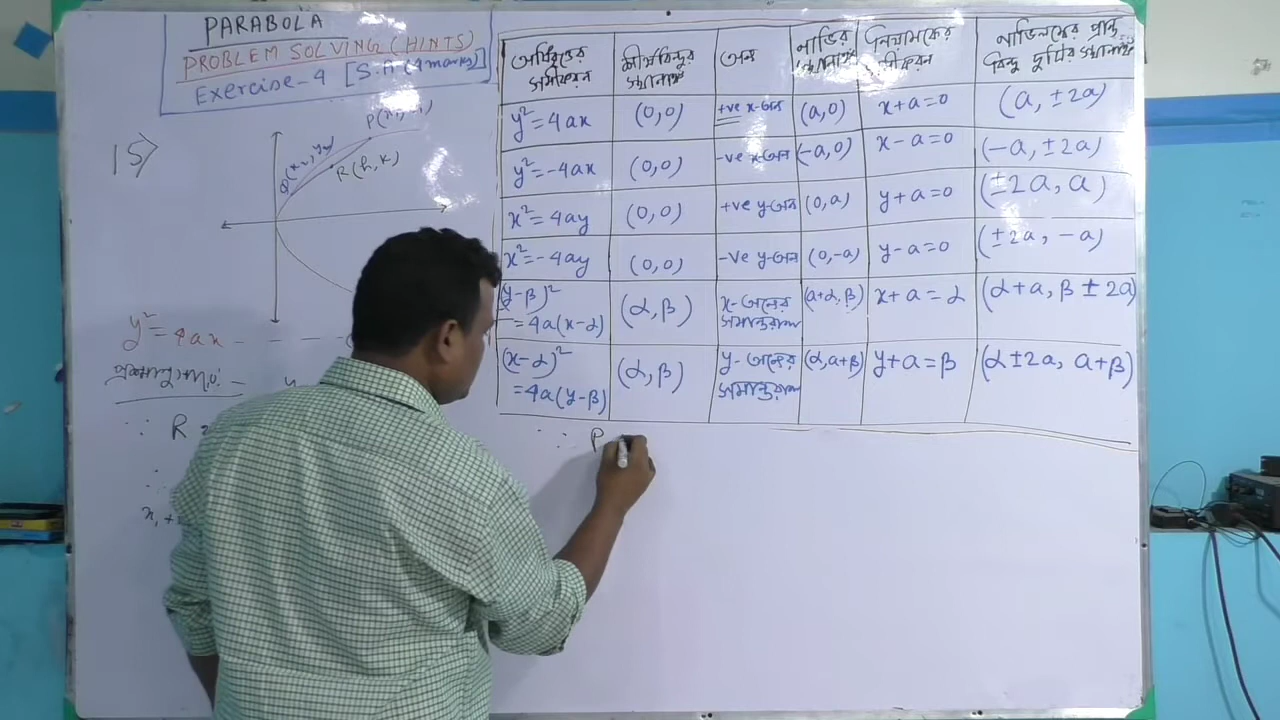 PARABOLA
PROBLEM SOLVING (HINTS)
Exercise-4 [S.A (4 marks)]
15>
R(h, k)
y² = 4ax - - - -
∵ R
∵ P
অধিবৃত্তের সমীকরণ | শীর্ষবিন্দুর স্থানাঙ্ক | অক্ষ | নাভির স্থানাঙ্ক | নিয়ামকের সমীকরণ | নাভিলম্বের প্রান্ত বিন্দু দুটির স্থানাঙ্ক
y² = 4ax | (0,0) | +ve x-অক্ষ | (a,0) | x+a=0 | (a, ±2a)
y² = -4ax | (0,0) | -ve x-অক্ষ | (-a,0) | x-a=0 | (-a, ±2a)
x² = 4ay | (0,0) | +ve y-অক্ষ | (0,a) | y+a=0 | (±2a, a)
x² = -4ay | (0,0) | -ve y-অক্ষ | (0,-a) | y-a=0 | (±2a, -a)
(y-β)² = 4a(x-α) | (α,β) | x-অক্ষের সমান্তরাল | (a+α, β) | x+a = α | (α+a, β ± 2a)
(x-α)² = 4a(y-β) | (α,β) | y-অক্ষের সমান্তরাল | (α, a+β) | y+a = β | (α ± 2a, a+β)